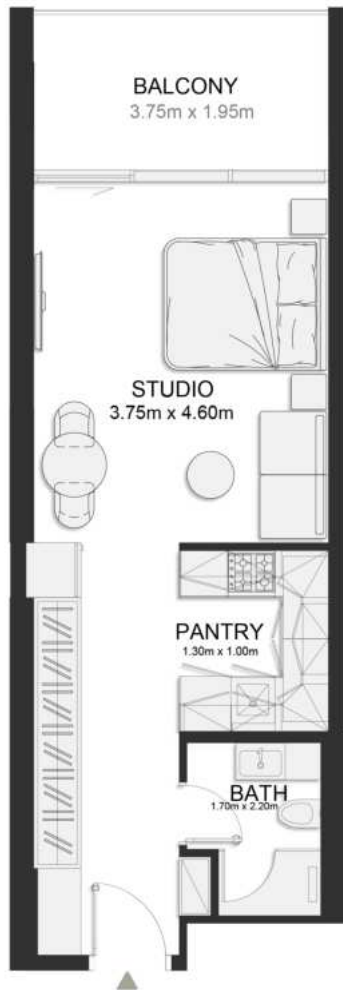 BALCONY
3.75m x 1.95m
STUDIO
3.75m x 4.60m
PANTRY
1.30m x 1.00m
BATH
1.70m x 2.20m